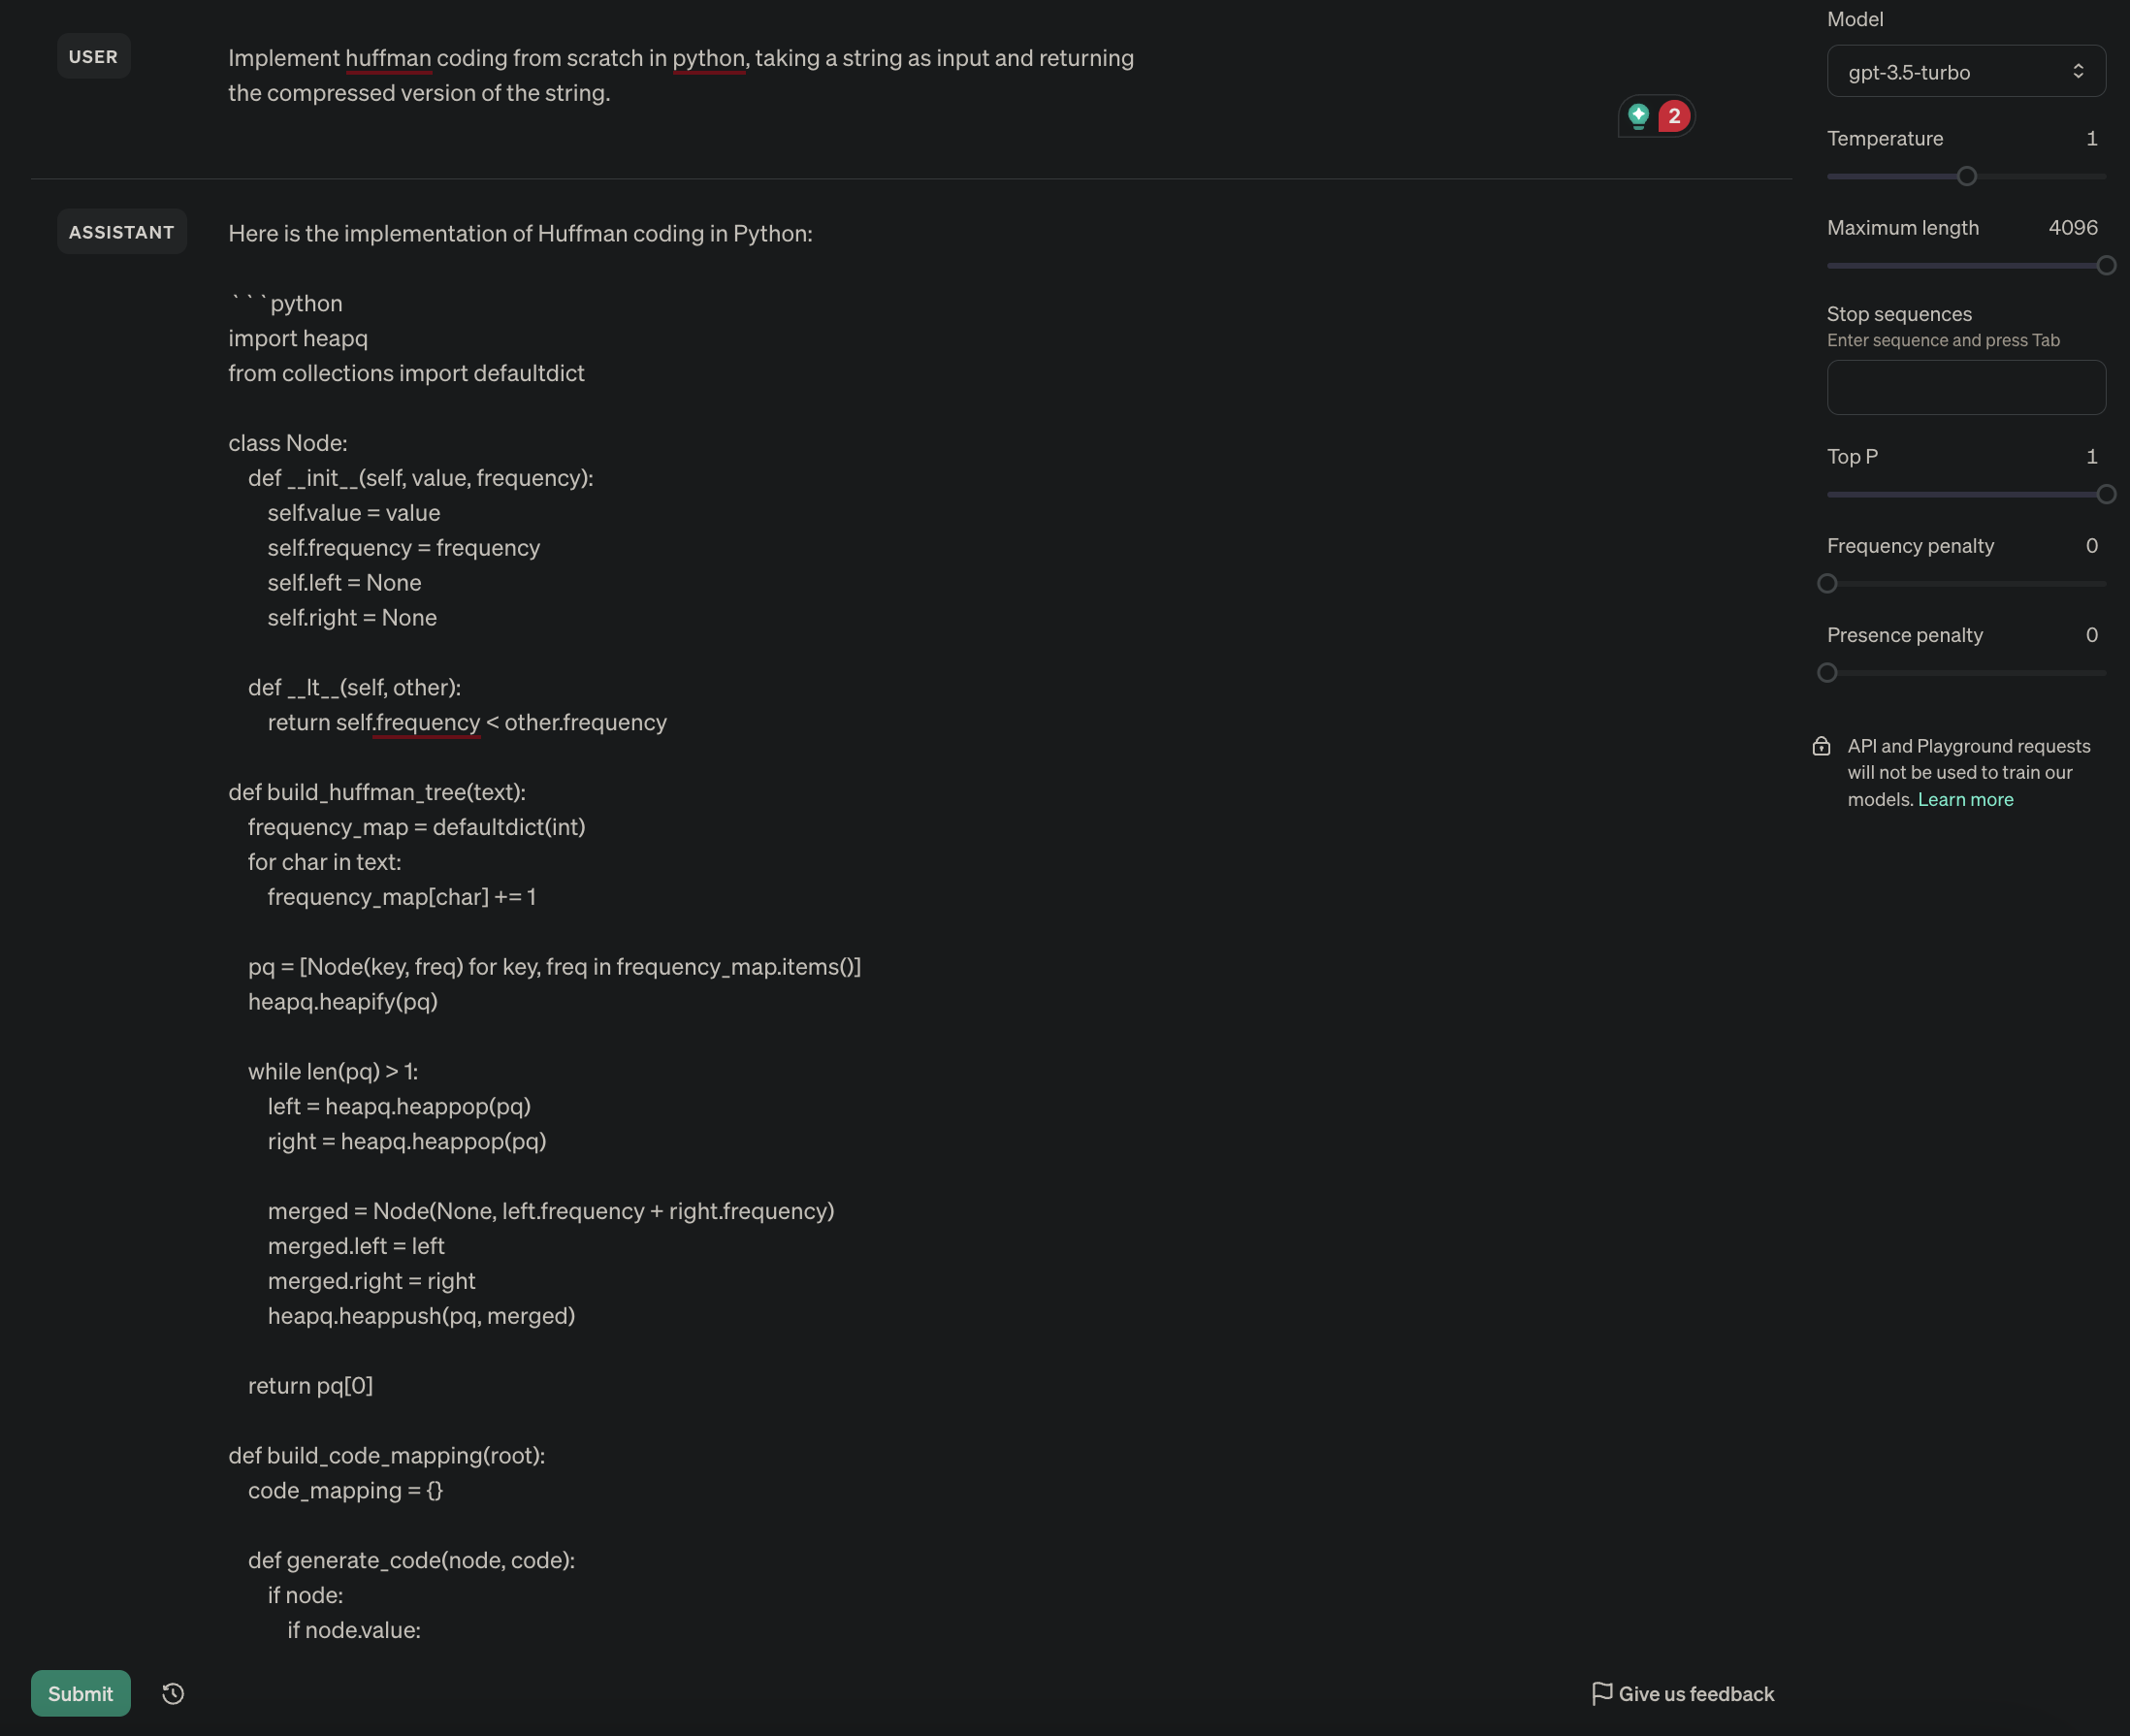 USER
Implement huffman coding from scratch in python, taking a string as input and returning
the compressed version of the string.
2
ASSISTANT
Here is the implementation of Huffman coding in Python:
```python
import heapq
from collections import defaultdict
class Node:
    def __init__(self, value, frequency):
        self.value = value
        self.frequency = frequency
        self.left = None
        self.right = None
    def __lt__(self, other):
        return self.frequency < other.frequency
def build_huffman_tree(text):
    frequency_map = defaultdict(int)
    for char in text:
        frequency_map[char] += 1
    pq = [Node(key, freq) for key, freq in frequency_map.items()]
    heapq.heapify(pq)
    while len(pq) > 1:
        left = heapq.heappop(pq)
        right = heapq.heappop(pq)
        merged = Node(None, left.frequency + right.frequency)
        merged.left = left
        merged.right = right
        heapq.heappush(pq, merged)
    return pq[0]
def build_code_mapping(root):
    code_mapping = {}
    def generate_code(node, code):
        if node:
            if node.value:
Submit
Give us feedback
Model
gpt-3.5-turbo
Temperature 1
Maximum length 4096
Stop sequences
Enter sequence and press Tab
Top P 1
Frequency penalty 0
Presence penalty 0
API and Playground requests
will not be used to train our
models. Learn more